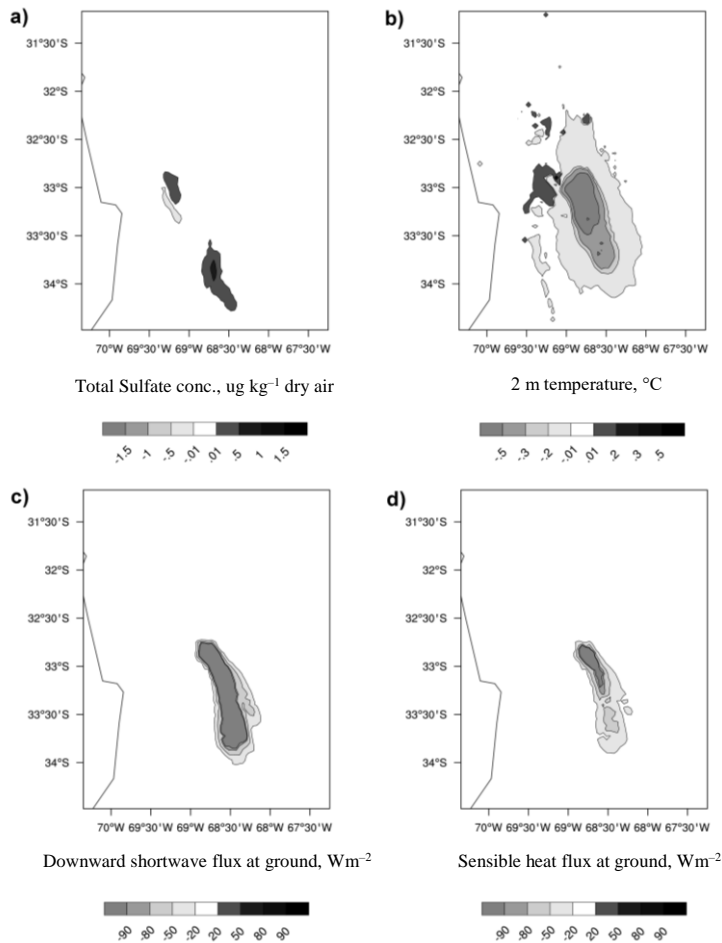 a)
31°30'S
32°S
32°30'S
33°S
33°30'S
34°S
70°W 69°30'W 69°W 68°30'W 68°W 67°30'W
Total Sulfate conc., ug kg⁻¹ dry air
-1.5 -1 -.5 -.01 .01 .5 1 1.5
b)
31°30'S
32°S
32°30'S
33°S
33°30'S
34°S
70°W 69°30'W 69°W 68°30'W 68°W 67°30'W
2 m temperature, °C
-.5 -.3 -.2 -.01 .01 .2 .3 .5
c)
31°30'S
32°S
32°30'S
33°S
33°30'S
34°S
70°W 69°30'W 69°W 68°30'W 68°W 67°30'W
Downward shortwave flux at ground, Wm⁻²
-90 -80 -50 -20 20 50 80 90
d)
31°30'S
32°S
32°30'S
33°S
33°30'S
34°S
70°W 69°30'W 69°W 68°30'W 68°W 67°30'W
Sensible heat flux at ground, Wm⁻²
-90 -80 -50 -20 20 50 80 90